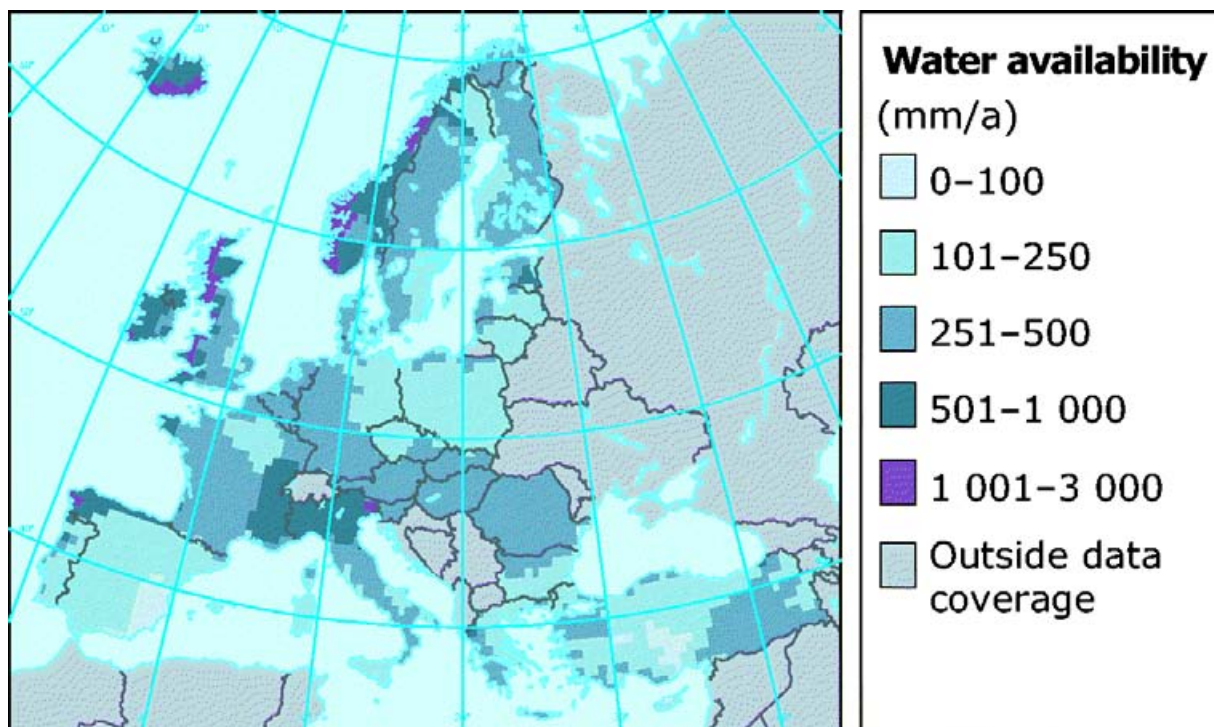 Water availability
(mm/a)
0–100
101–250
251–500
501–1 000
1 001–3 000
Outside data
coverage